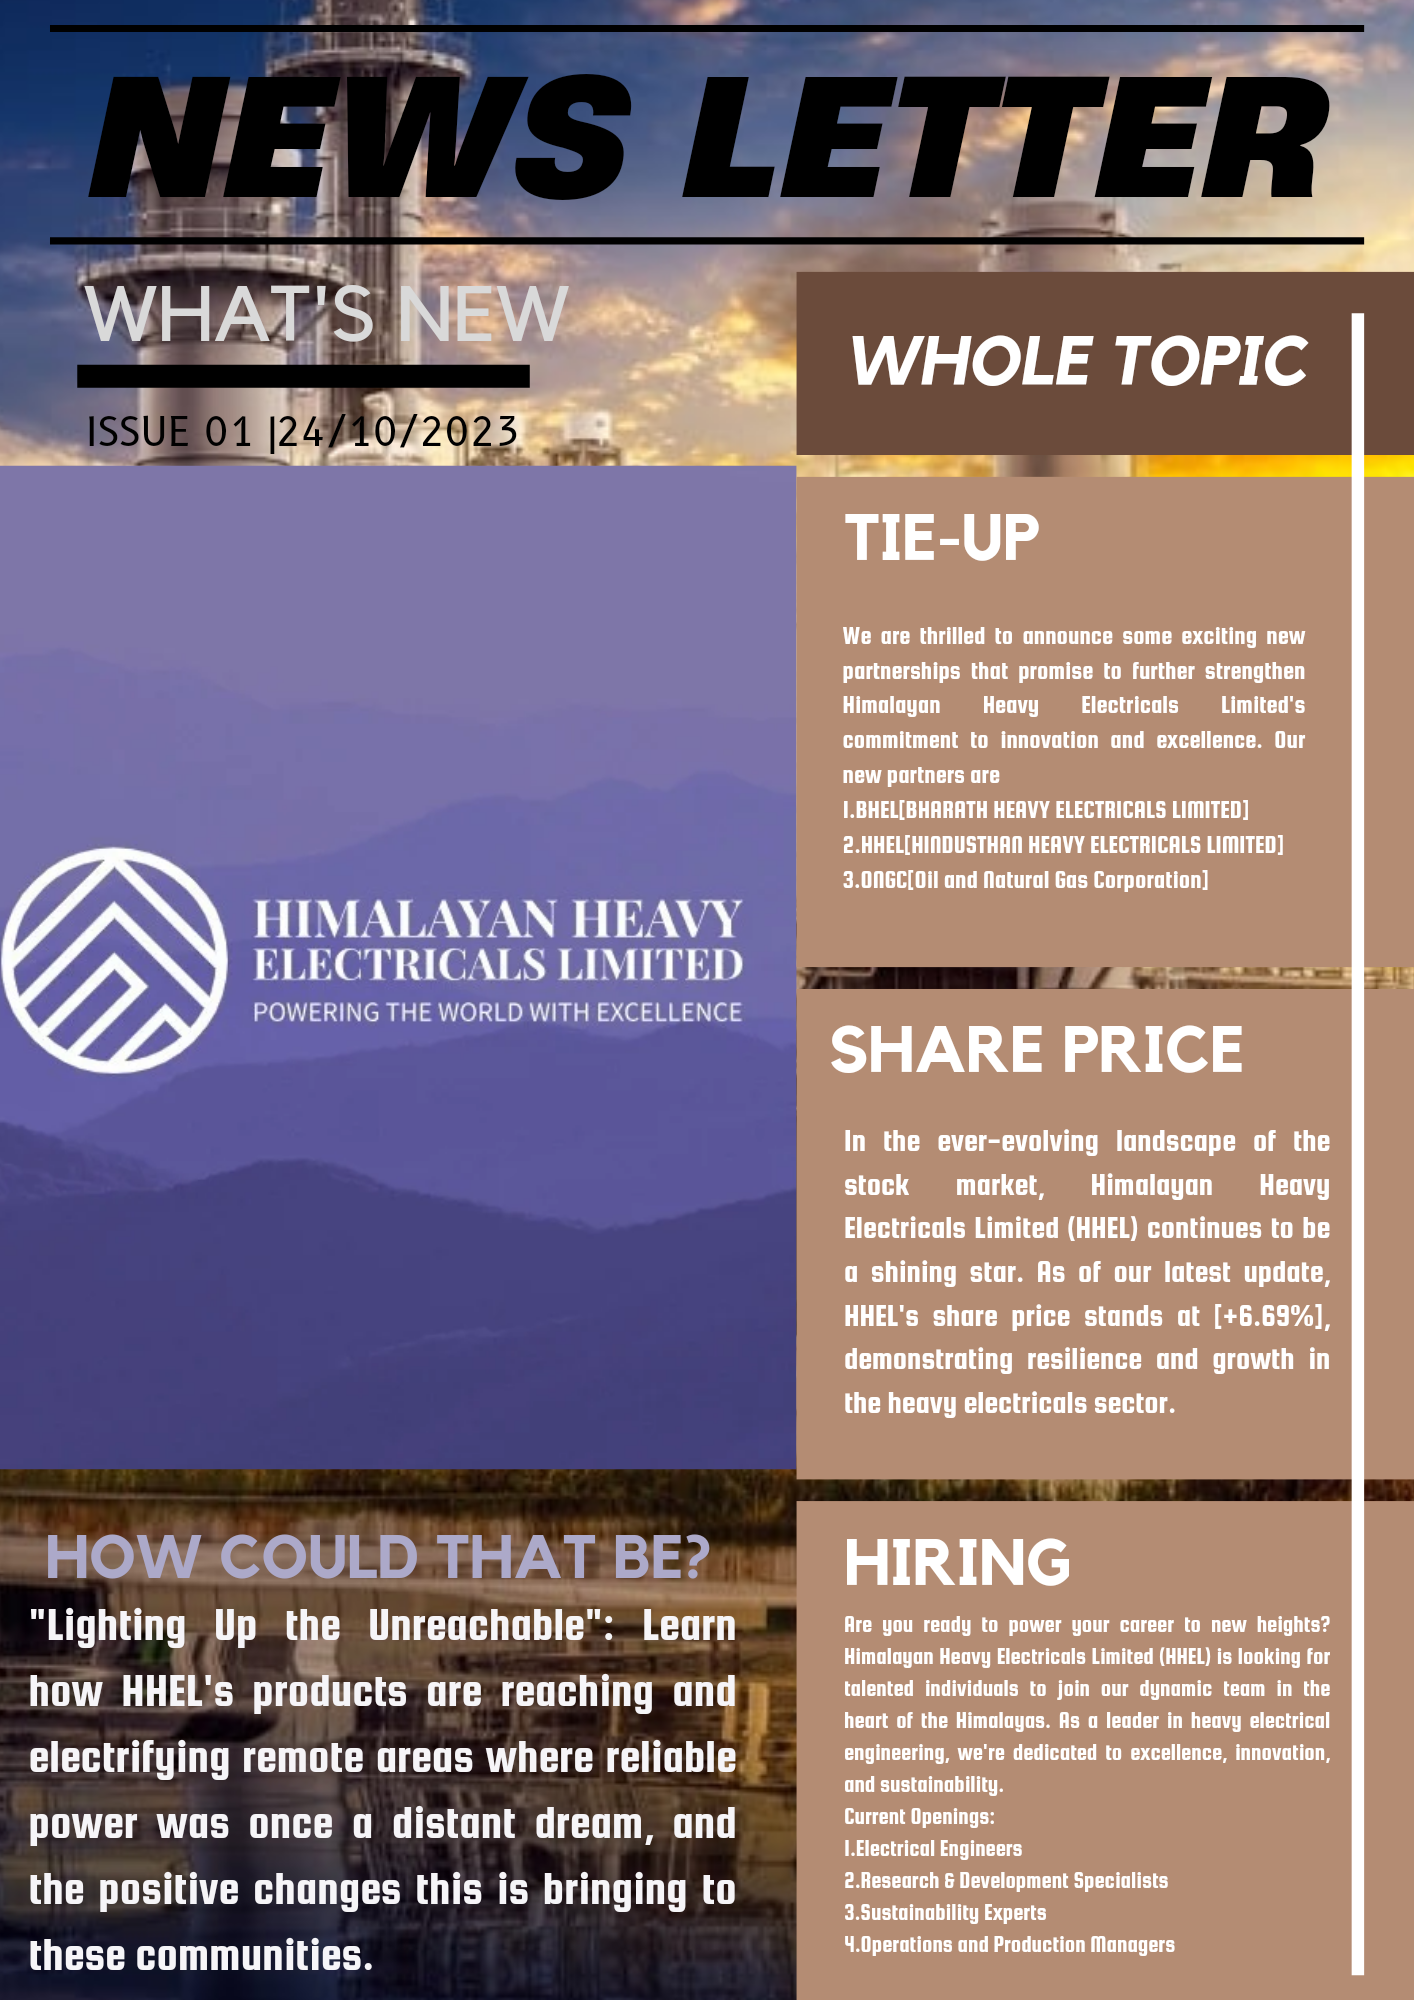 NEWS LETTER
WHAT'S NEW
ISSUE 01 |24/10/2023
HIMALAYAN HEAVY
ELECTRICALS LIMITED
POWERING THE WORLD WITH EXCELLENCE
HOW COULD THAT BE?
"Lighting Up the Unreachable": Learn
how HHEL's products are reaching and
electrifying remote areas where reliable
power was once a distant dream, and
the positive changes this is bringing to
these communities.
WHOLE TOPIC
TIE-UP
We are thrilled to announce some exciting new
partnerships that promise to further strengthen
Himalayan Heavy Electricals Limited's
commitment to innovation and excellence. Our
new partners are
1.BHEL[BHARATH HEAVY ELECTRICALS LIMITED]
2.HHEL[HINDUSTHAN HEAVY ELECTRICALS LIMITED]
3.ONGC[Oil and Natural Gas Corporation]
SHARE PRICE
In the ever-evolving landscape of the
stock market, Himalayan Heavy
Electricals Limited (HHEL) continues to be
a shining star. As of our latest update,
HHEL's share price stands at [+6.69%],
demonstrating resilience and growth in
the heavy electricals sector.
HIRING
Are you ready to power your career to new heights?
Himalayan Heavy Electricals Limited (HHEL) is looking for
talented individuals to join our dynamic team in the
heart of the Himalayas. As a leader in heavy electrical
engineering, we're dedicated to excellence, innovation,
and sustainability.
Current Openings:
1.Electrical Engineers
2.Research & Development Specialists
3.Sustainability Experts
4.Operations and Production Managers